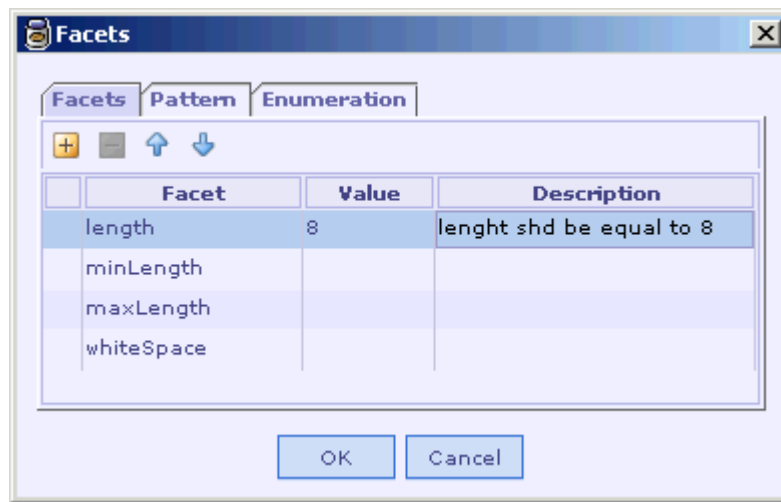 Facets
Facets Pattern Enumeration
Facet Value Description
length 8 lenght shd be equal to 8
minLength
maxLength
whiteSpace
OK Cancel